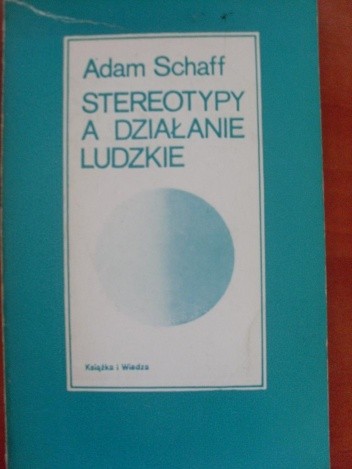 Adam Schaff
STEREOTYPY
A DZIAŁANIE
LUDZKIE
Książka i Wiedza